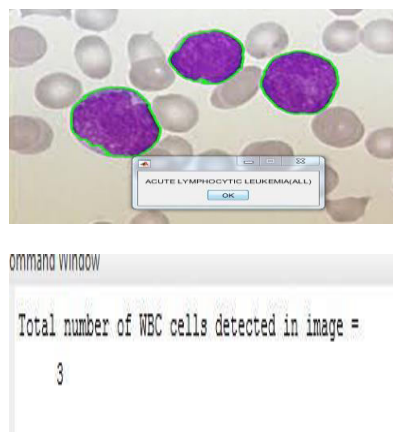 ACUTE LYMPHOCYTIC LEUKEMIA(ALL)
OK
ommand Window
Total number of WBC cells detected in image =
3